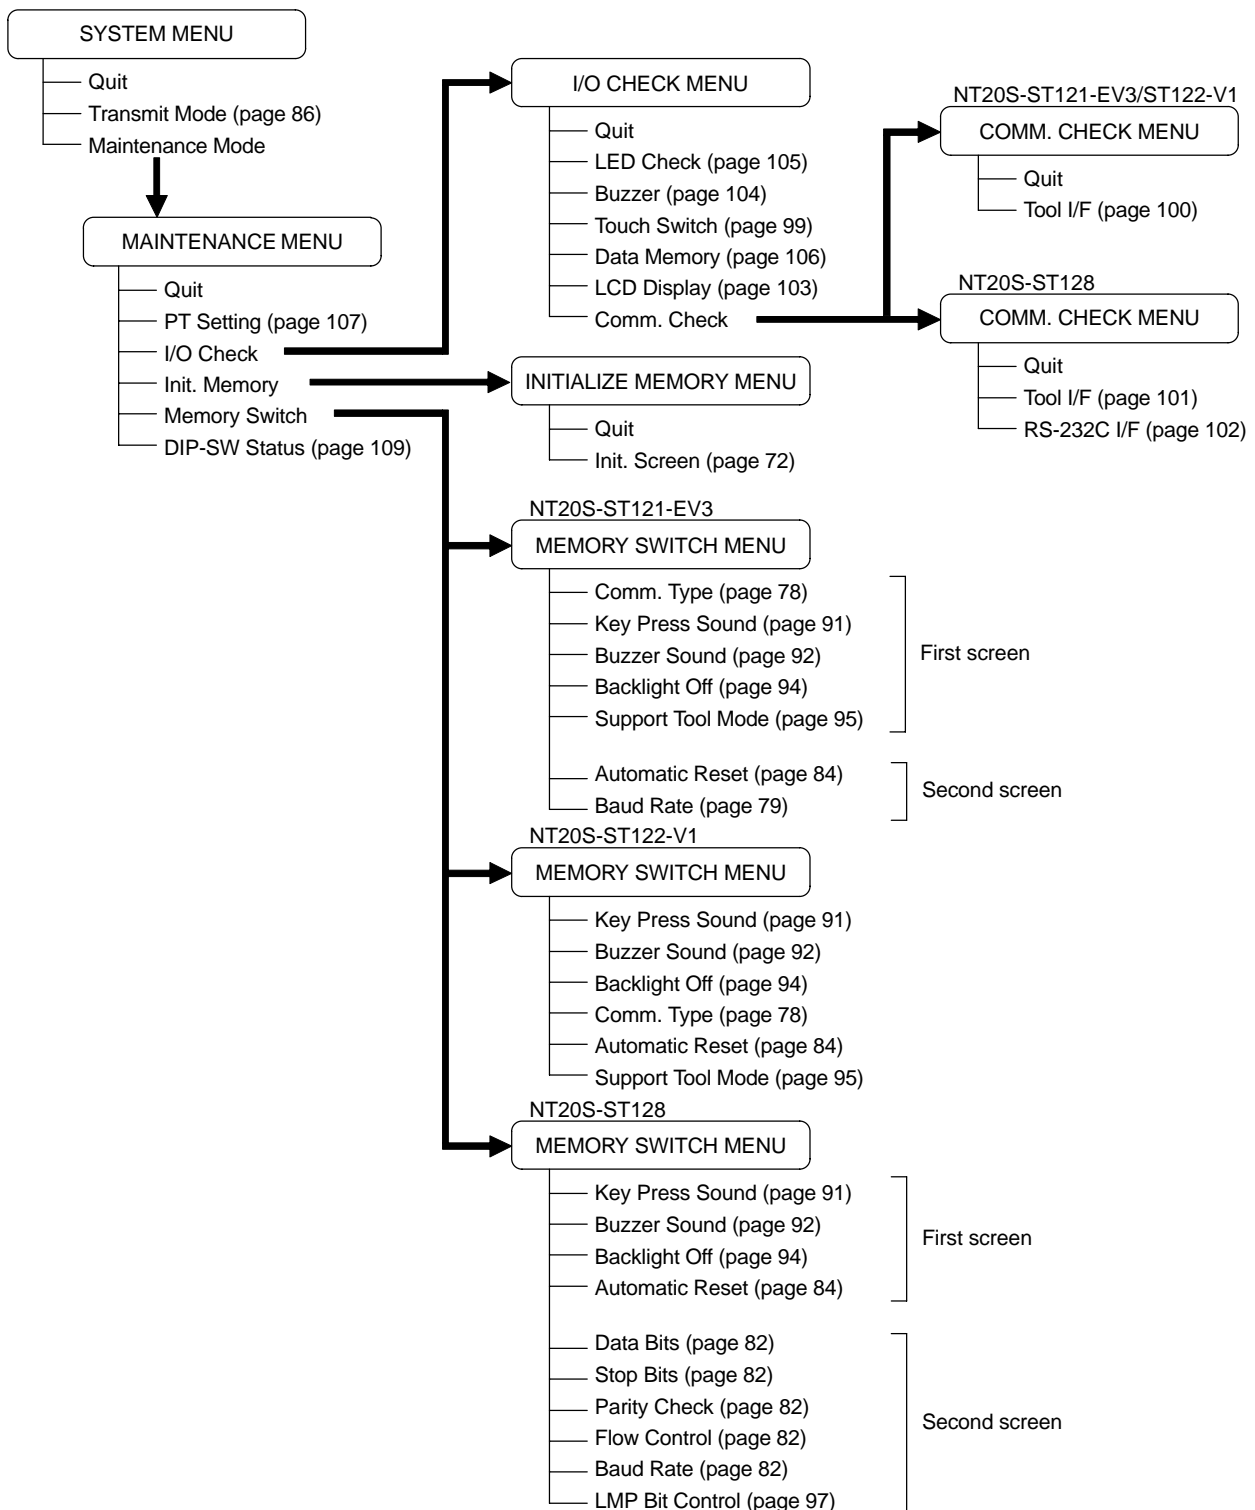 SYSTEM MENU
Quit
Transmit Mode (page 86)
Maintenance Mode
MAINTENANCE MENU
Quit
PT Setting (page 107)
I/O Check
Init. Memory
Memory Switch
DIP-SW Status (page 109)
I/O CHECK MENU
Quit
LED Check (page 105)
Buzzer (page 104)
Touch Switch (page 99)
Data Memory (page 106)
LCD Display (page 103)
Comm. Check
NT20S-ST121-EV3/ST122-V1
COMM. CHECK MENU
Quit
Tool I/F (page 100)
NT20S-ST128
COMM. CHECK MENU
Quit
Tool I/F (page 101)
RS-232C I/F (page 102)
INITIALIZE MEMORY MENU
Quit
Init. Screen (page 72)
NT20S-ST121-EV3
MEMORY SWITCH MENU
Comm. Type (page 78)
Key Press Sound (page 91)
Buzzer Sound (page 92)
Backlight Off (page 94)
Support Tool Mode (page 95)
First screen
Automatic Reset (page 84)
Baud Rate (page 79)
Second screen
NT20S-ST122-V1
MEMORY SWITCH MENU
Key Press Sound (page 91)
Buzzer Sound (page 92)
Backlight Off (page 94)
Comm. Type (page 78)
Automatic Reset (page 84)
Support Tool Mode (page 95)
NT20S-ST128
MEMORY SWITCH MENU
Key Press Sound (page 91)
Buzzer Sound (page 92)
Backlight Off (page 94)
Automatic Reset (page 84)
First screen
Data Bits (page 82)
Stop Bits (page 82)
Parity Check (page 82)
Flow Control (page 82)
Baud Rate (page 82)
LMP Bit Control (page 97)
Second screen